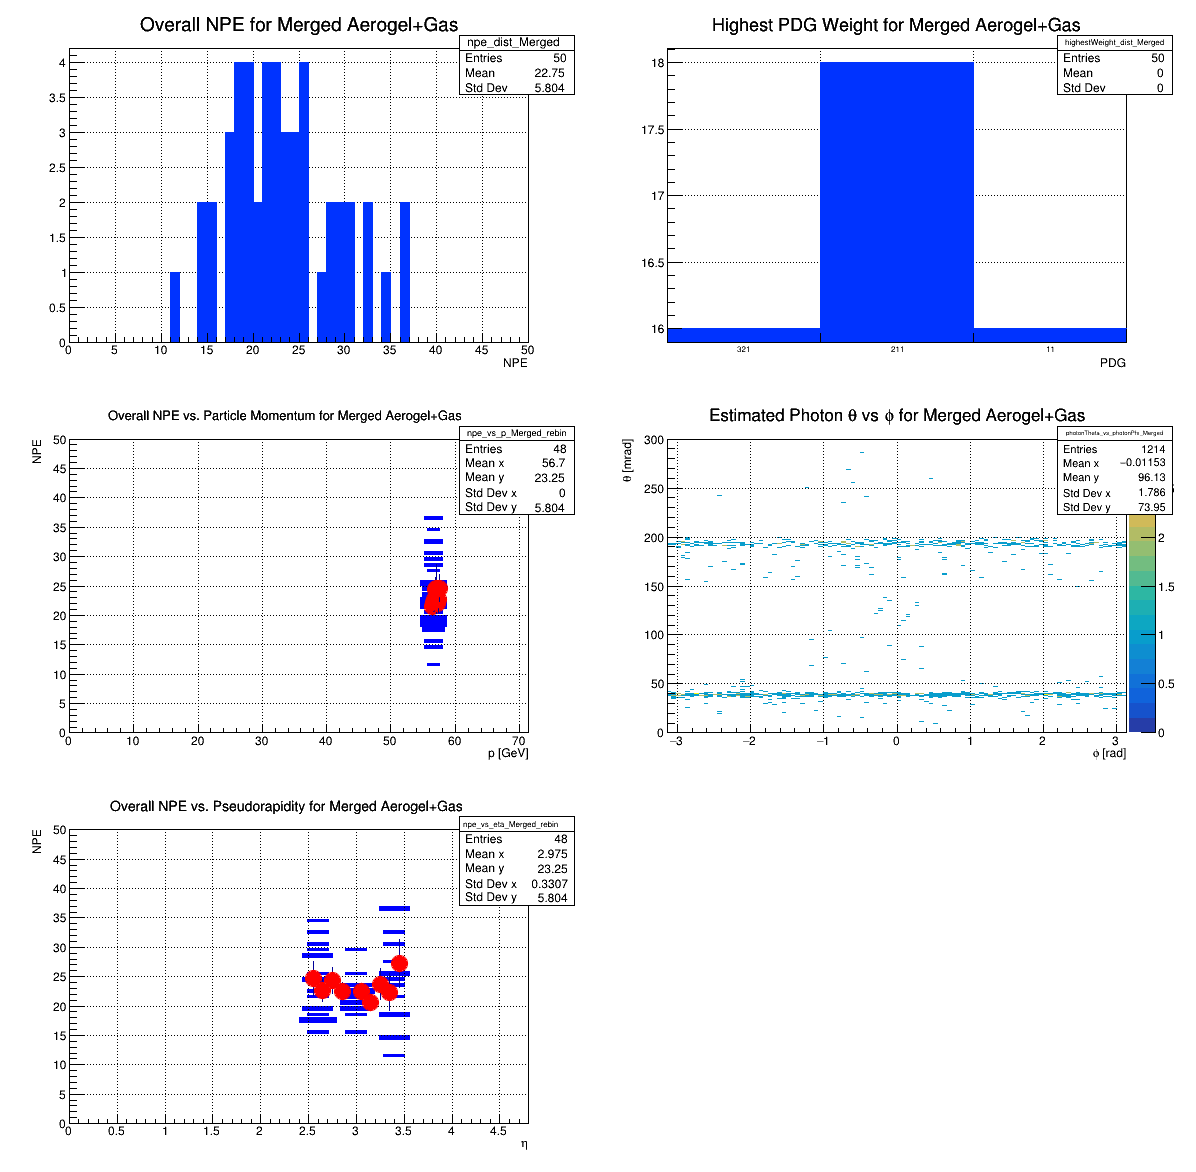 Overall NPE for Merged Aerogel+Gas
npe_dist_Merged
Entries 50
Mean 22.75
Std Dev 5.804
4
3.5
3
2.5
2
1.5
1
0.5
0
0 5 10 15 20 25 30 35 40 45 50
NPE
Highest PDG Weight for Merged Aerogel+Gas
highestWeight_dist_Merged
Entries 50
Mean 0
Std Dev 0
18
17.5
17
16.5
16
321 211 11
PDG
Overall NPE vs. Particle Momentum for Merged Aerogel+Gas
npe_vs_p_Merged_rebin
Entries 48
Mean x 56.7
Mean y 23.25
Std Dev x 0
Std Dev y 5.804
NPE
50
45
40
35
30
25
20
15
10
5
0
0 10 20 30 40 50 60 70
p [GeV]
Estimated Photon θ vs ϕ for Merged Aerogel+Gas
photonTheta_vs_photonPhi_Merged
Entries 1214
Mean x −0.01153
Mean y 96.13
Std Dev x 1.786
Std Dev y 73.95
θ [mrad]
300
250
200
150
100
50
0
−3 −2 −1 0 1 2 3
ϕ [rad]
2
1.5
1
0.5
0
Overall NPE vs. Pseudorapidity for Merged Aerogel+Gas
npe_vs_eta_Merged_rebin
Entries 48
Mean x 2.975
Mean y 23.25
Std Dev x 0.3307
Std Dev y 5.804
NPE
50
45
40
35
30
25
20
15
10
5
0
0 0.5 1 1.5 2 2.5 3 3.5 4 4.5
η